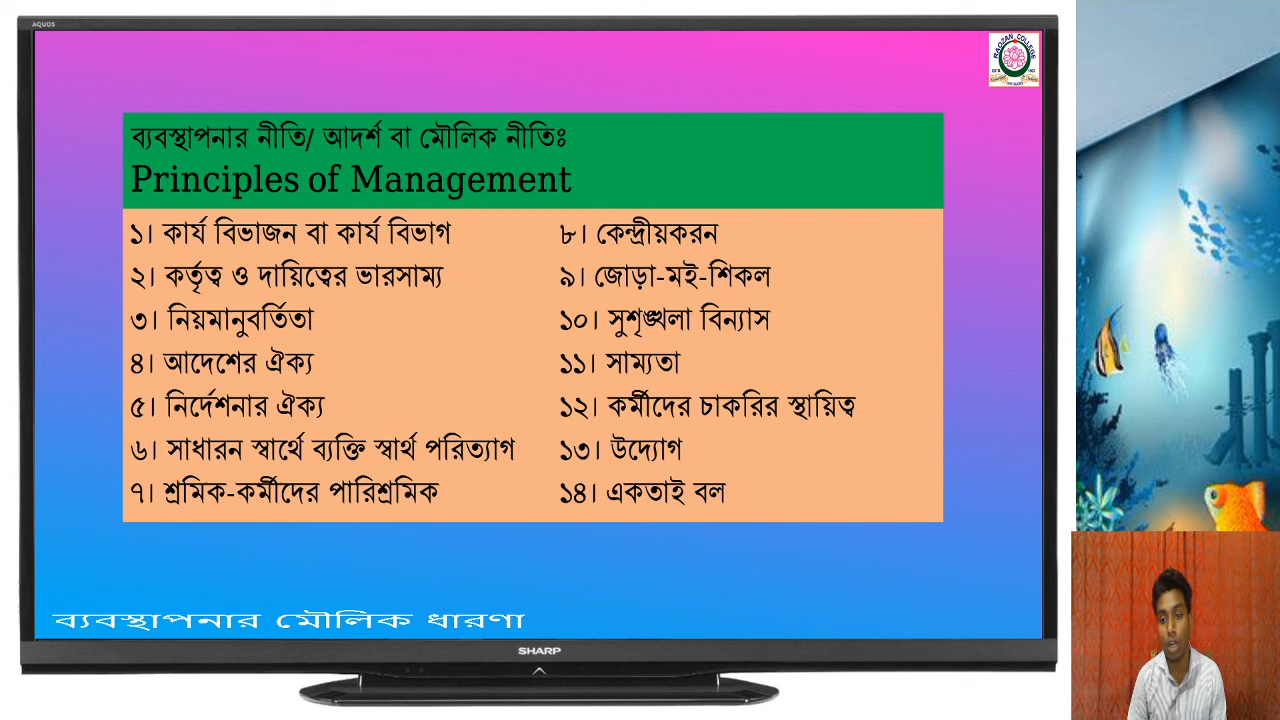 AQUOS
RAOZAN COLLEGE
ব্যবস্থাপনার নীতি/ আদর্শ বা মৌলিক নীতিঃ
Principles of Management
১। কার্য বিভাজন বা কার্য বিভাগ
২। কর্তৃত্ব ও দায়িত্বের ভারসাম্য
৩। নিয়মানুবর্তিতা
৪। আদেশের ঐক্য
৫। নির্দেশনার ঐক্য
৬। সাধারন স্বার্থে ব্যক্তি স্বার্থ পরিত্যাগ
৭। শ্রমিক-কর্মীদের পারিশ্রমিক
৮। কেন্দ্রীয়করন
৯। জোড়া-মই-শিকল
১০। সুশৃঙ্খলা বিন্যাস
১১। সাম্যতা
১২। কর্মীদের চাকরির স্থায়িত্ব
১৩। উদ্যোগ
১৪। একতাই বল
ব্যবস্থাপনার মৌলিক ধারণা
SHARP